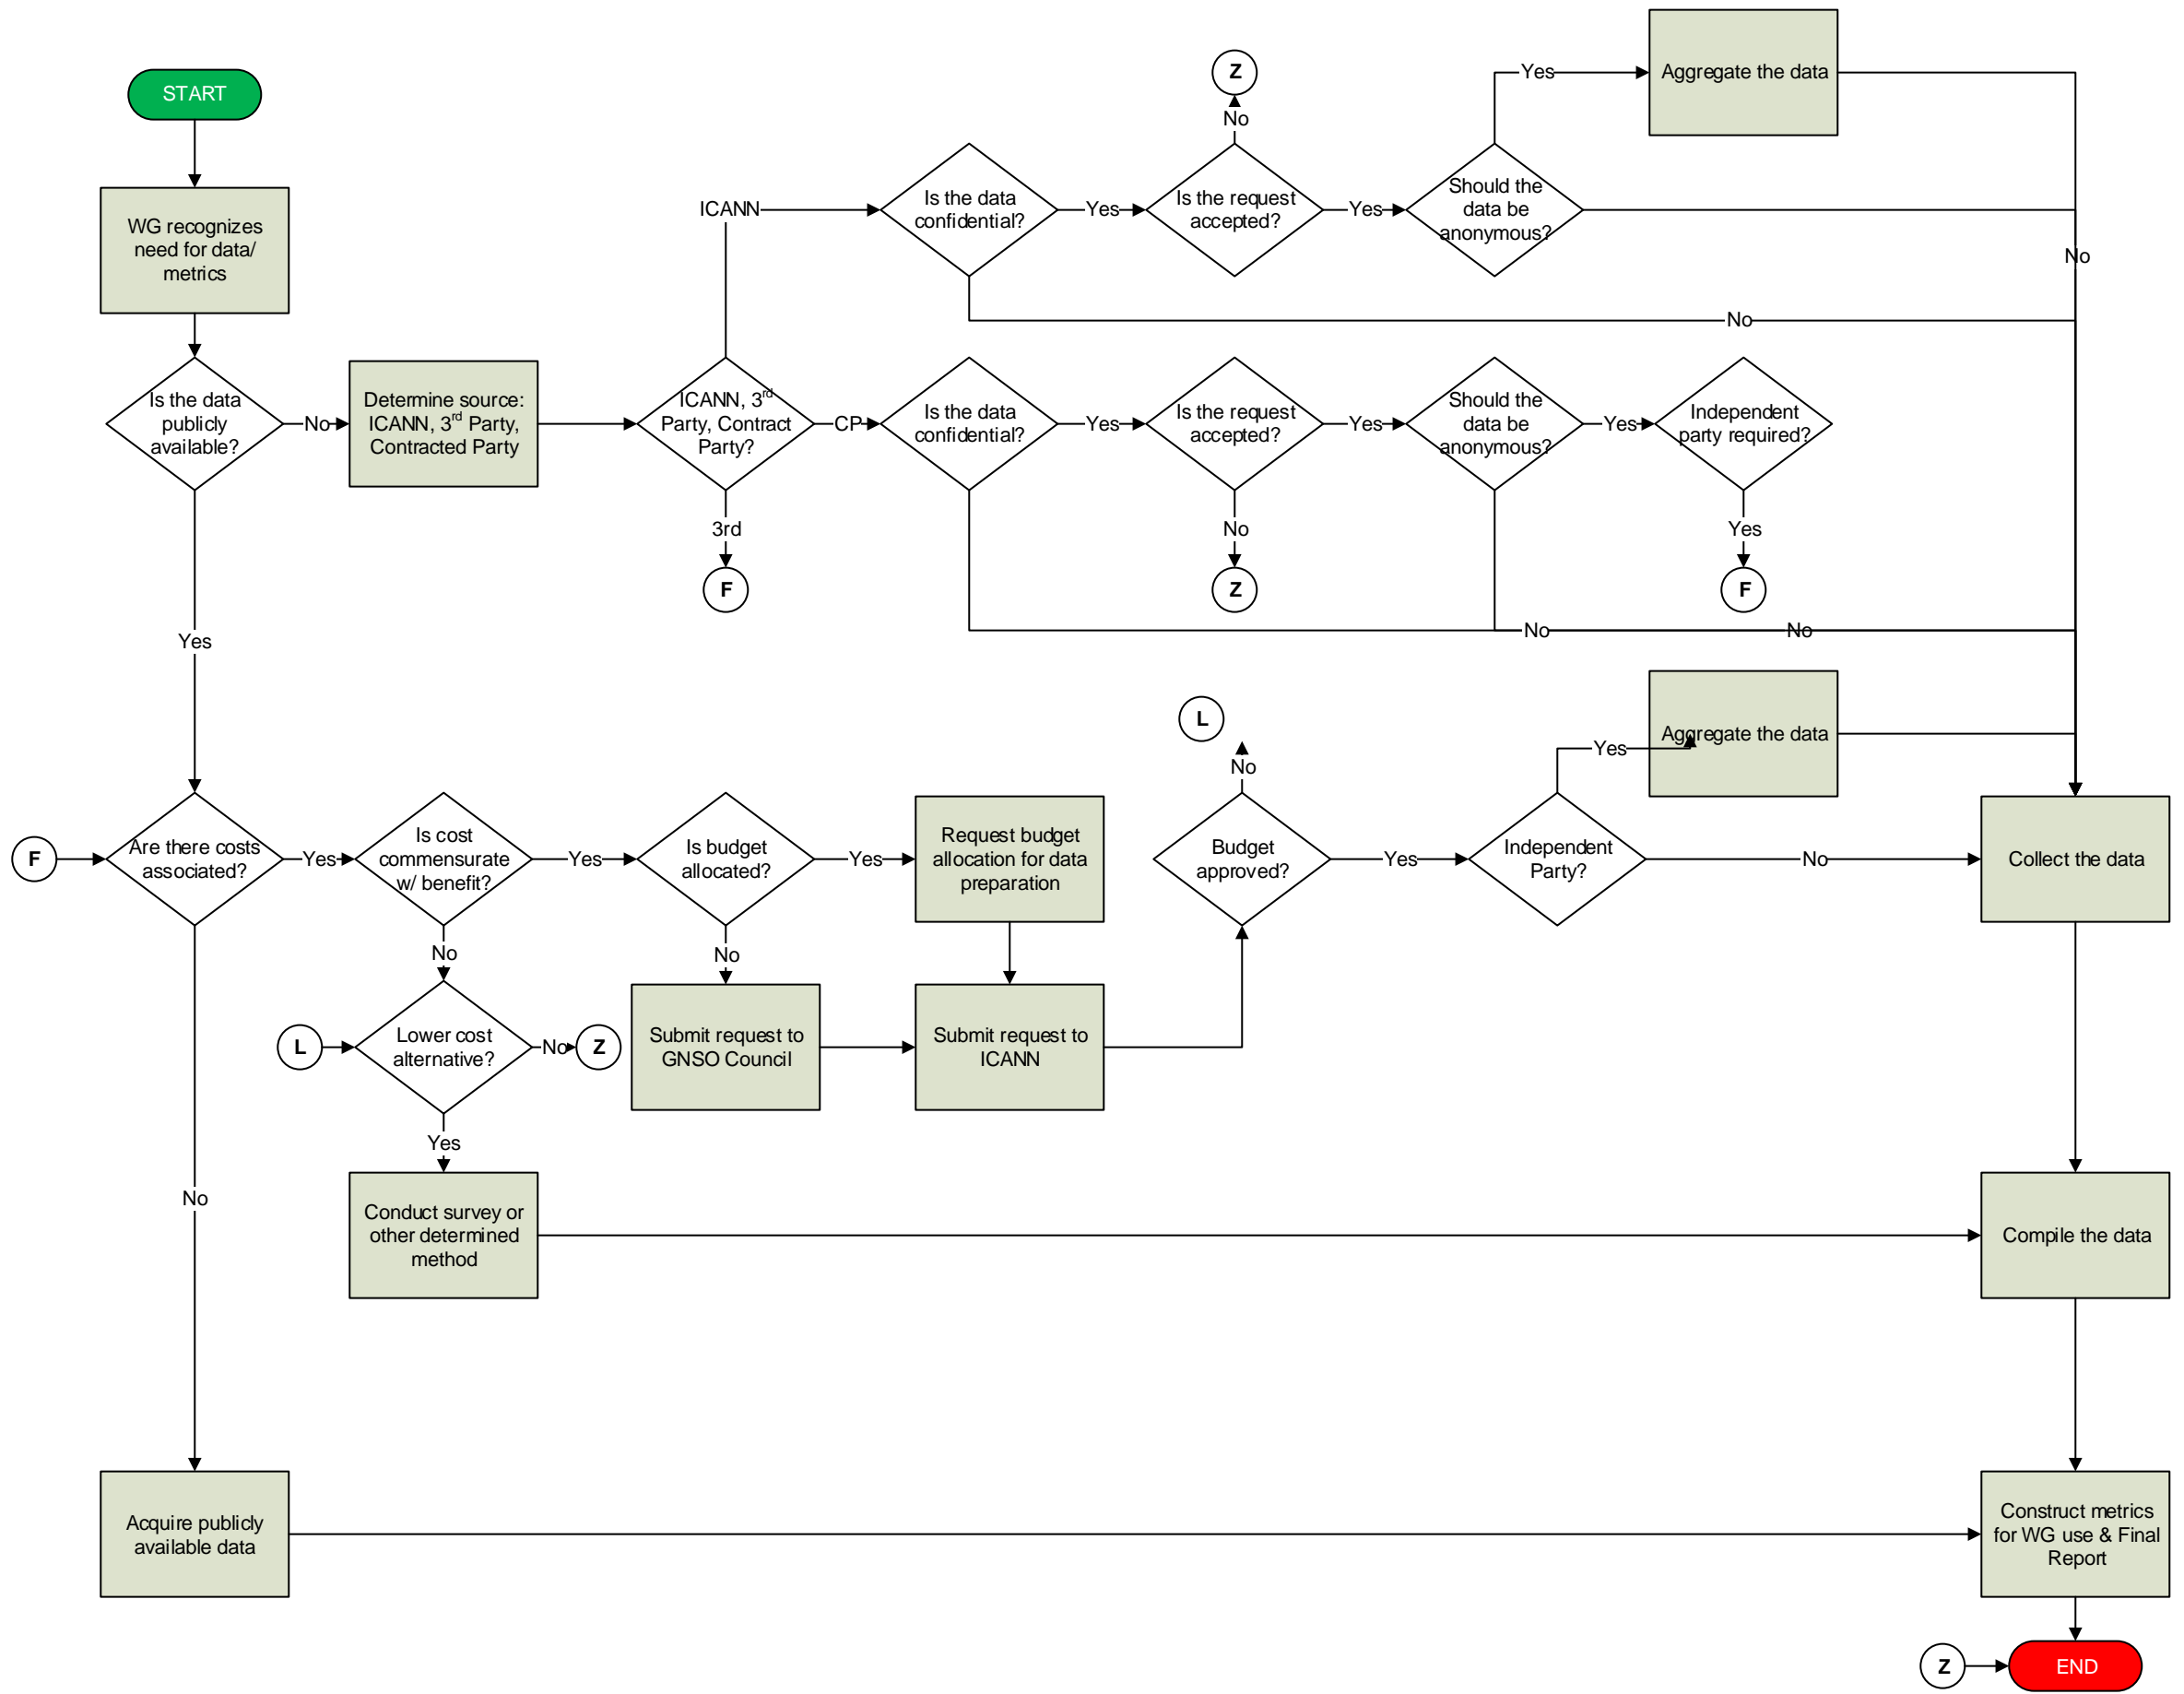 START
WG recognizes
need for data/
metrics
Is the data
publicly
available?
No
Determine source:
ICANN, 3rd Party,
Contracted Party
ICANN, 3rd
Party, Contract
Party?
ICANN
Is the data
confidential?
Yes
Is the request
accepted?
No
Z
Yes
Should the
data be
anonymous?
Yes
Aggregate the data
No
No
CP
Is the data
confidential?
Yes
Is the request
accepted?
Yes
Should the
data be
anonymous?
Yes
Independent
party required?
3rd
F
No
Z
Yes
F
No
No
Yes
F
Are there costs
associated?
Yes
Is cost
commensurate
w/ benefit?
Yes
Is budget
allocated?
Yes
Request budget
allocation for data
preparation
L
No
Budget
approved?
Yes
Independent
Party?
Yes
Aggregate the data
No
Collect the data
No
L
Lower cost
alternative?
No
Z
No
Submit request to
GNSO Council
Submit request to
ICANN
Yes
Conduct survey or
other determined
method
Compile the data
No
Acquire publicly
available data
Construct metrics
for WG use & Final
Report
Z
END